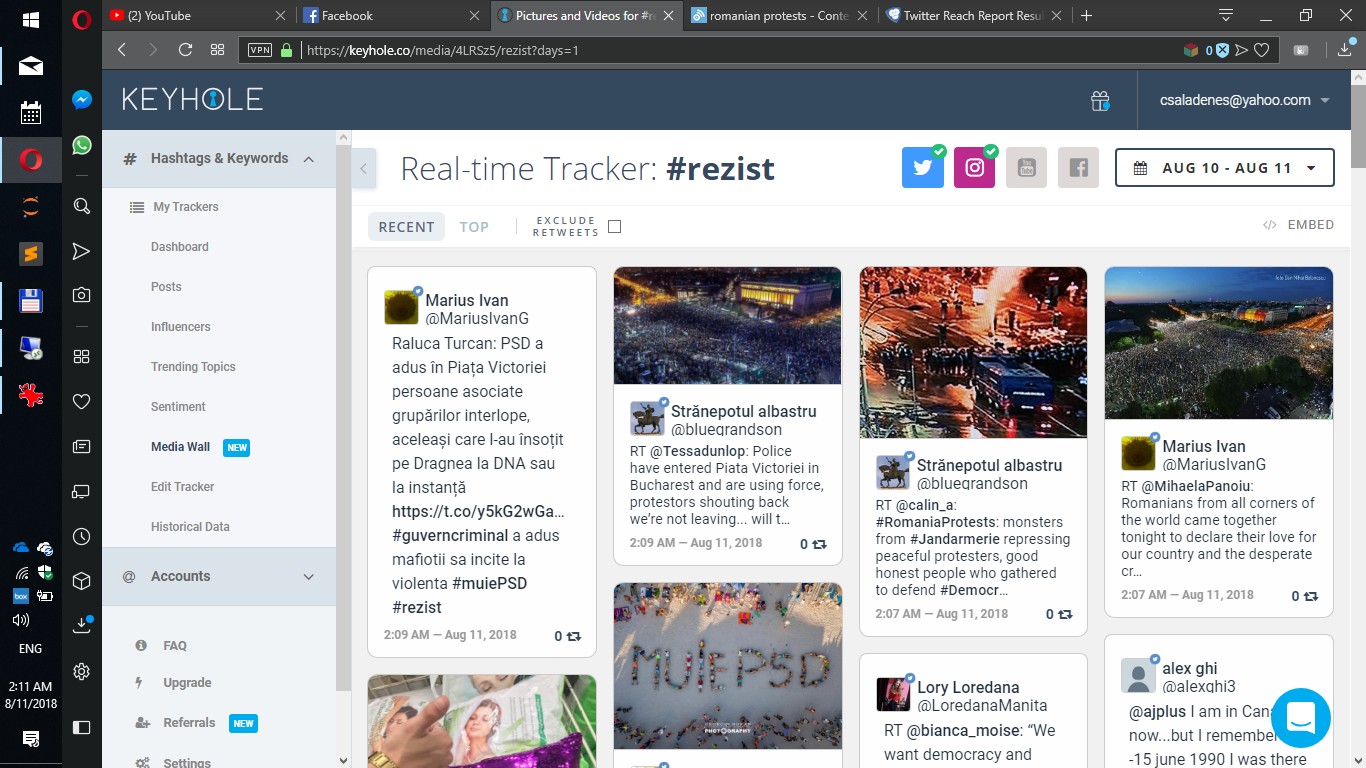 (2) YouTube
Facebook
Pictures and Videos for #re
romanian protests - Conte
Twitter Reach Report Resul
VPN
https://keyhole.co/media/4LRSz5/rezist?days=1
0
KEYHOLE
csaladenes@yahoo.com
# Hashtags & Keywords
My Trackers
Dashboard
Posts
Influencers
Trending Topics
Sentiment
Media Wall NEW
Edit Tracker
Historical Data
@ Accounts
FAQ
Upgrade
Referrals NEW
Settings
box
ENG
2:11 AM
8/11/2018
Real-time Tracker: #rezist
You
Tube
AUG 10 - AUG 11
RECENT
TOP
EXCLUDE
RETWEETS
</> EMBED
Marius Ivan
@MariusIvanG
Raluca Turcan: PSD a
adus în Piața Victoriei
persoane asociate
grupărilor interlope,
aceleași care l-au însoțit
pe Dragnea la DNA sau
la instanță
https://t.co/y5kG2wGa...
#guverncriminal a adus
mafiotii sa incite la
violenta #muiePSD
#rezist
2:09 AM — Aug 11, 2018
0
Strănepotul albastru
@bluegrandson
RT @Tessadunlop: Police
have entered Piata Victoriei in
Bucharest and are using force,
protestors shouting back
we're not leaving... will t...
2:09 AM — Aug 11, 2018
0
MUIEPSD
PHOTOGRAPHY
Strănepotul albastru
@bluegrandson
RT @calin_a:
#RomaniaProtests: monsters
from #Jandarmerie repressing
peaceful protesters, good
honest people who gathered
to defend #Democr...
2:07 AM — Aug 11, 2018
0
Lory Loredana
@LoredanaManita
RT @bianca_moise: “We
want democracy and
Marius Ivan
@MariusIvanG
RT @MihaelaPanoiu:
Romanians from all corners of
the world came together
tonight to declare their love for
our country and the desperate
cr...
2:07 AM — Aug 11, 2018
0
alex ghi
@alexghi3
@ajplus I am in Cana
now...but I remember
-15 june 1990 I was there